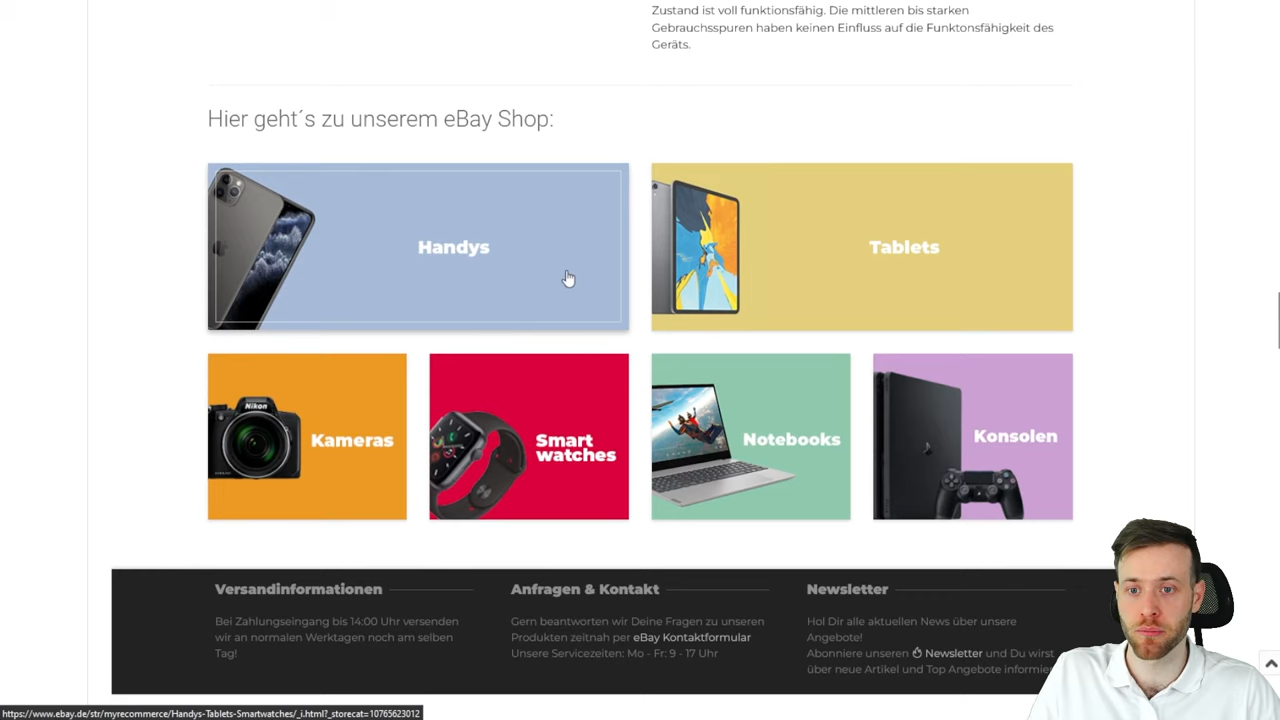 Zustand ist voll funktionsfähig. Die mittleren bis starken
Gebrauchsspuren haben keinen Einfluss auf die Funktonsfähigkeit des
Geräts.
Hier geht´s zu unserem eBay Shop:
Handys
Tablets
Nikon
Kameras
Smart
watches
Notebooks
Konsolen
Versandinformationen
Bei Zahlungseingang bis 14:00 Uhr versenden
wir an normalen Werktagen noch am selben
Tag!
Anfragen & Kontakt
Gern beantworten wir Deine Fragen zu unseren
Produkten zeitnah per eBay Kontaktformular
Unsere Servicezeiten: Mo - Fr: 9 - 17 Uhr
Newsletter
Hol Dir alle aktuellen News über unsere
Angebote!
Abonniere unseren Newsletter und Du wirst
über neue Artikel und Top Angebote informier
https://www.ebay.de/str/myrecommerce/Handys-Tablets-Smartwatches/_i.html?_storecat=10765623012